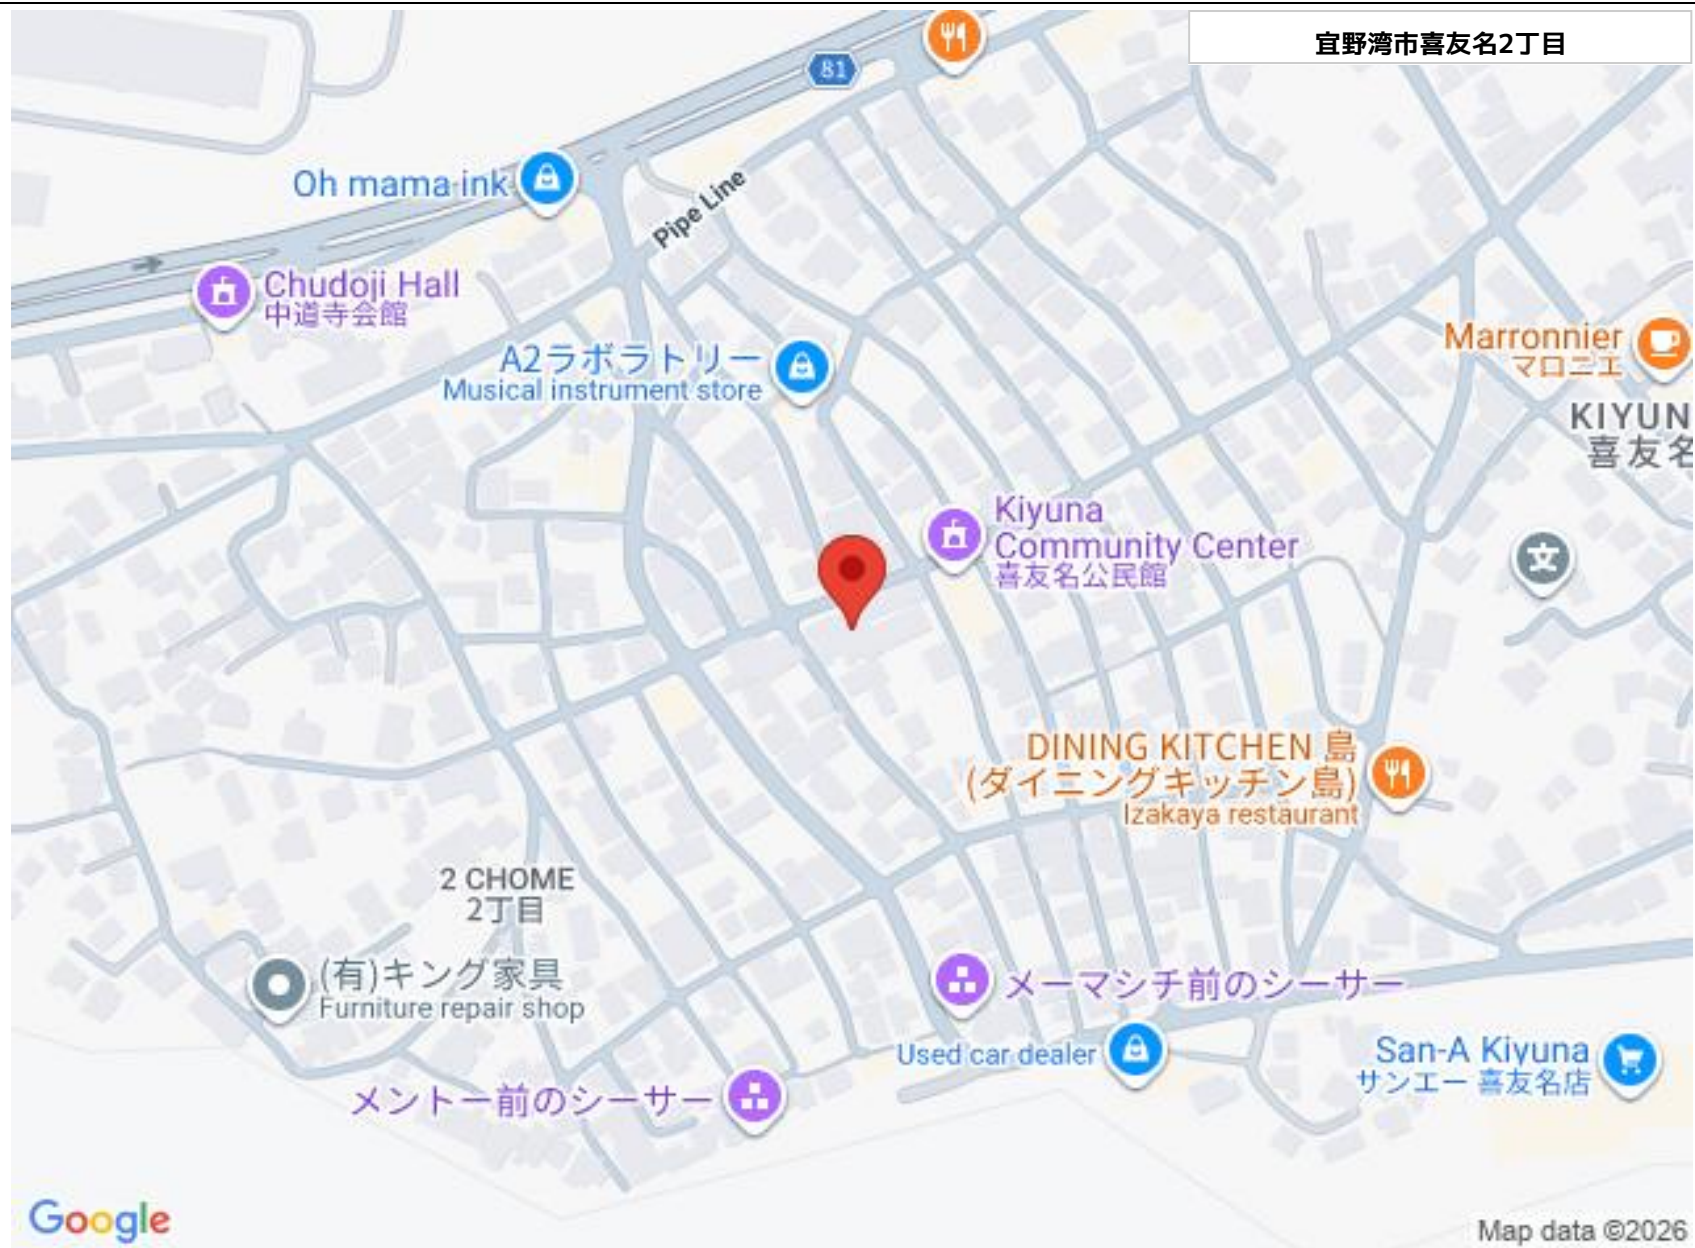 宜野湾市喜友名2丁目
81
Oh mama ink
Pipe Line
Chudoji Hall
中道寺会館
A2ラボラトリー
Musical instrument store
Marronnier
マロニエ
KIYUN
喜友名
Kiyuna
Community Center
喜友名公民館
文
DINING KITCHEN 島
(ダイニングキッチン島)
Izakaya restaurant
2 CHOME
2丁目
(有)キング家具
Furniture repair shop
メーマシチ前のシーサー
Used car dealer
San-A Kiyuna
サンエー 喜友名店
メントー前のシーサー
Google
Map data ©2026